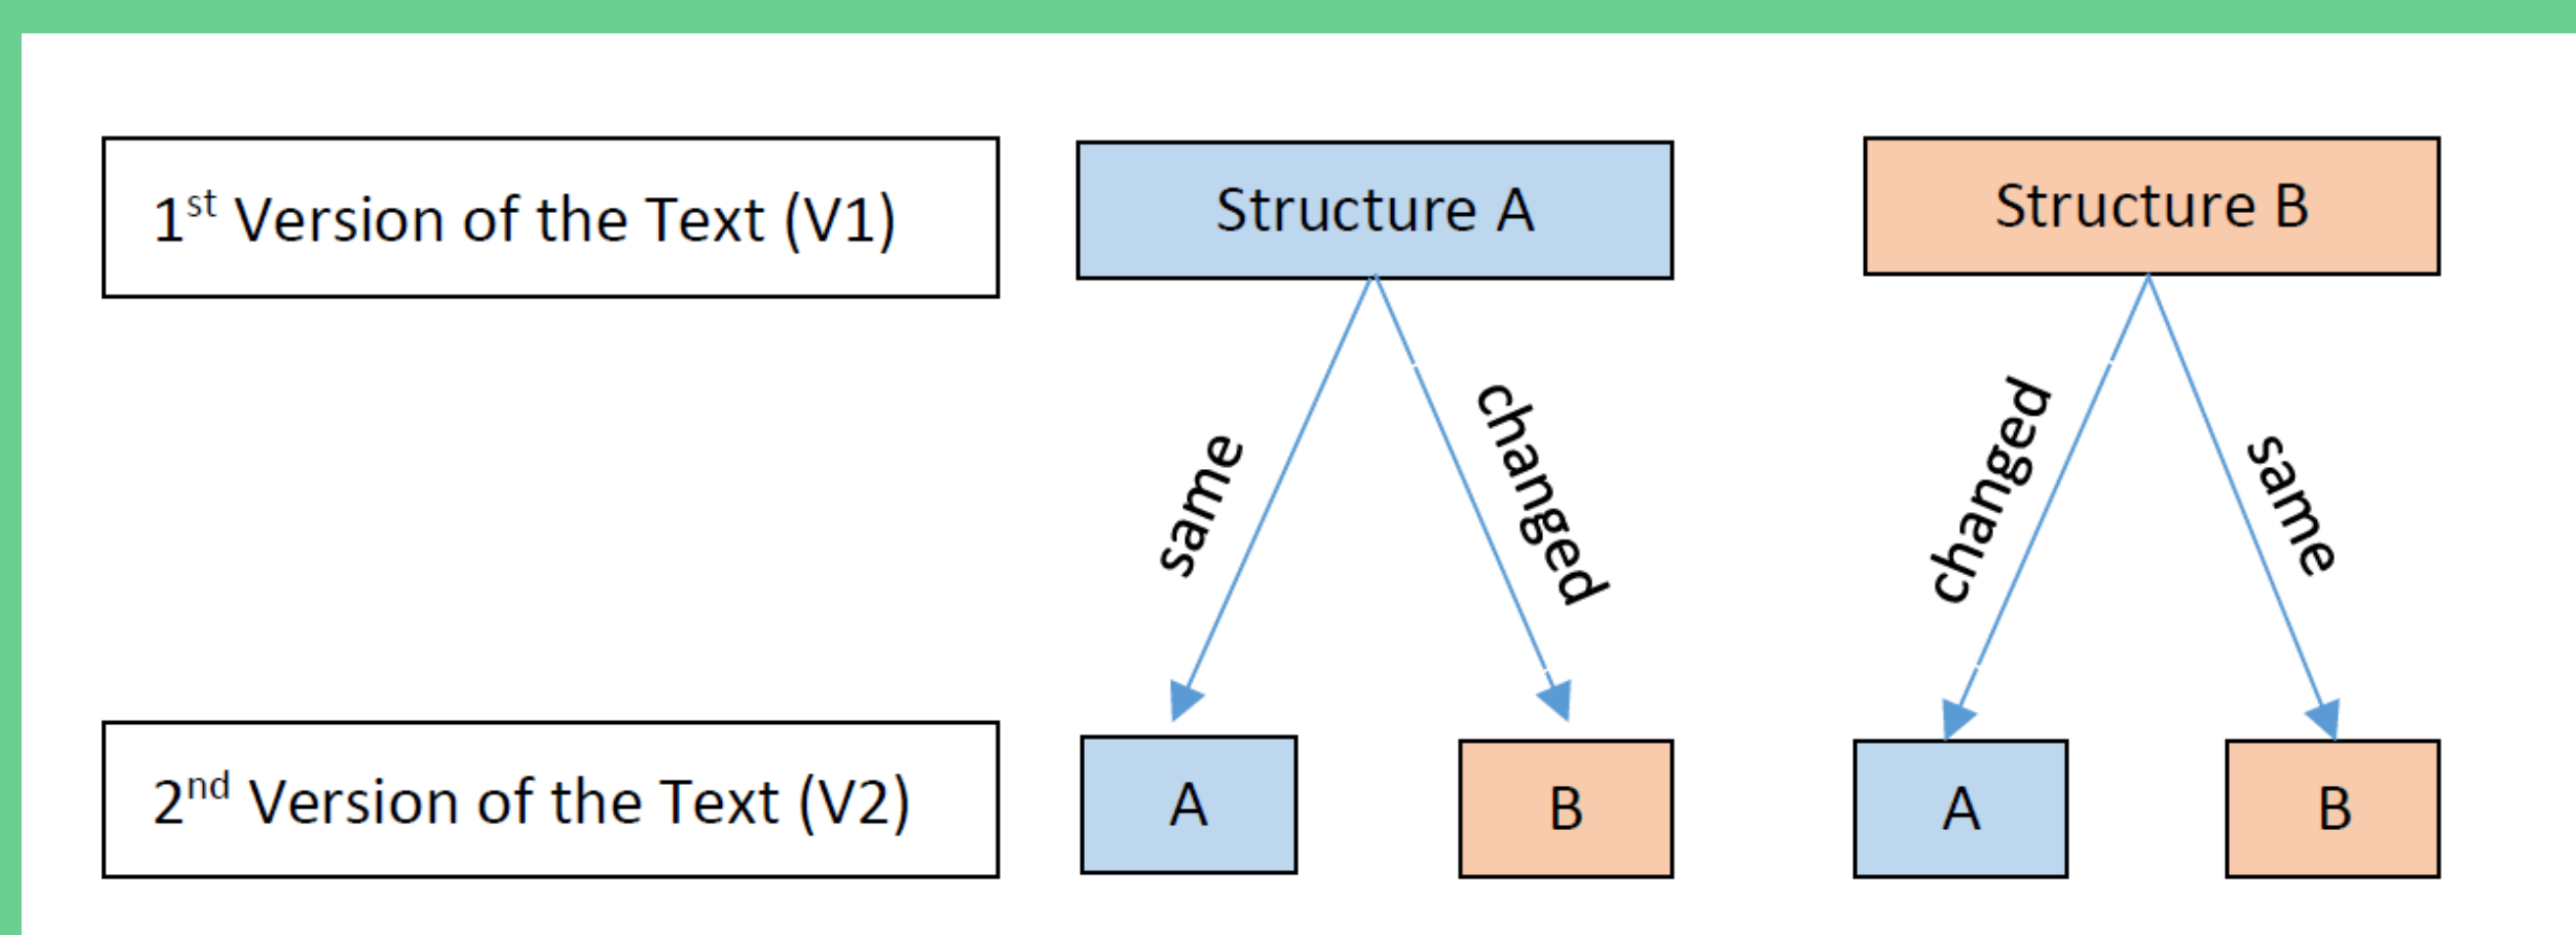 1st Version of the Text (V1)
Structure A
Structure B
same
changed
changed
same
2nd Version of the Text (V2)
A
B
A
B